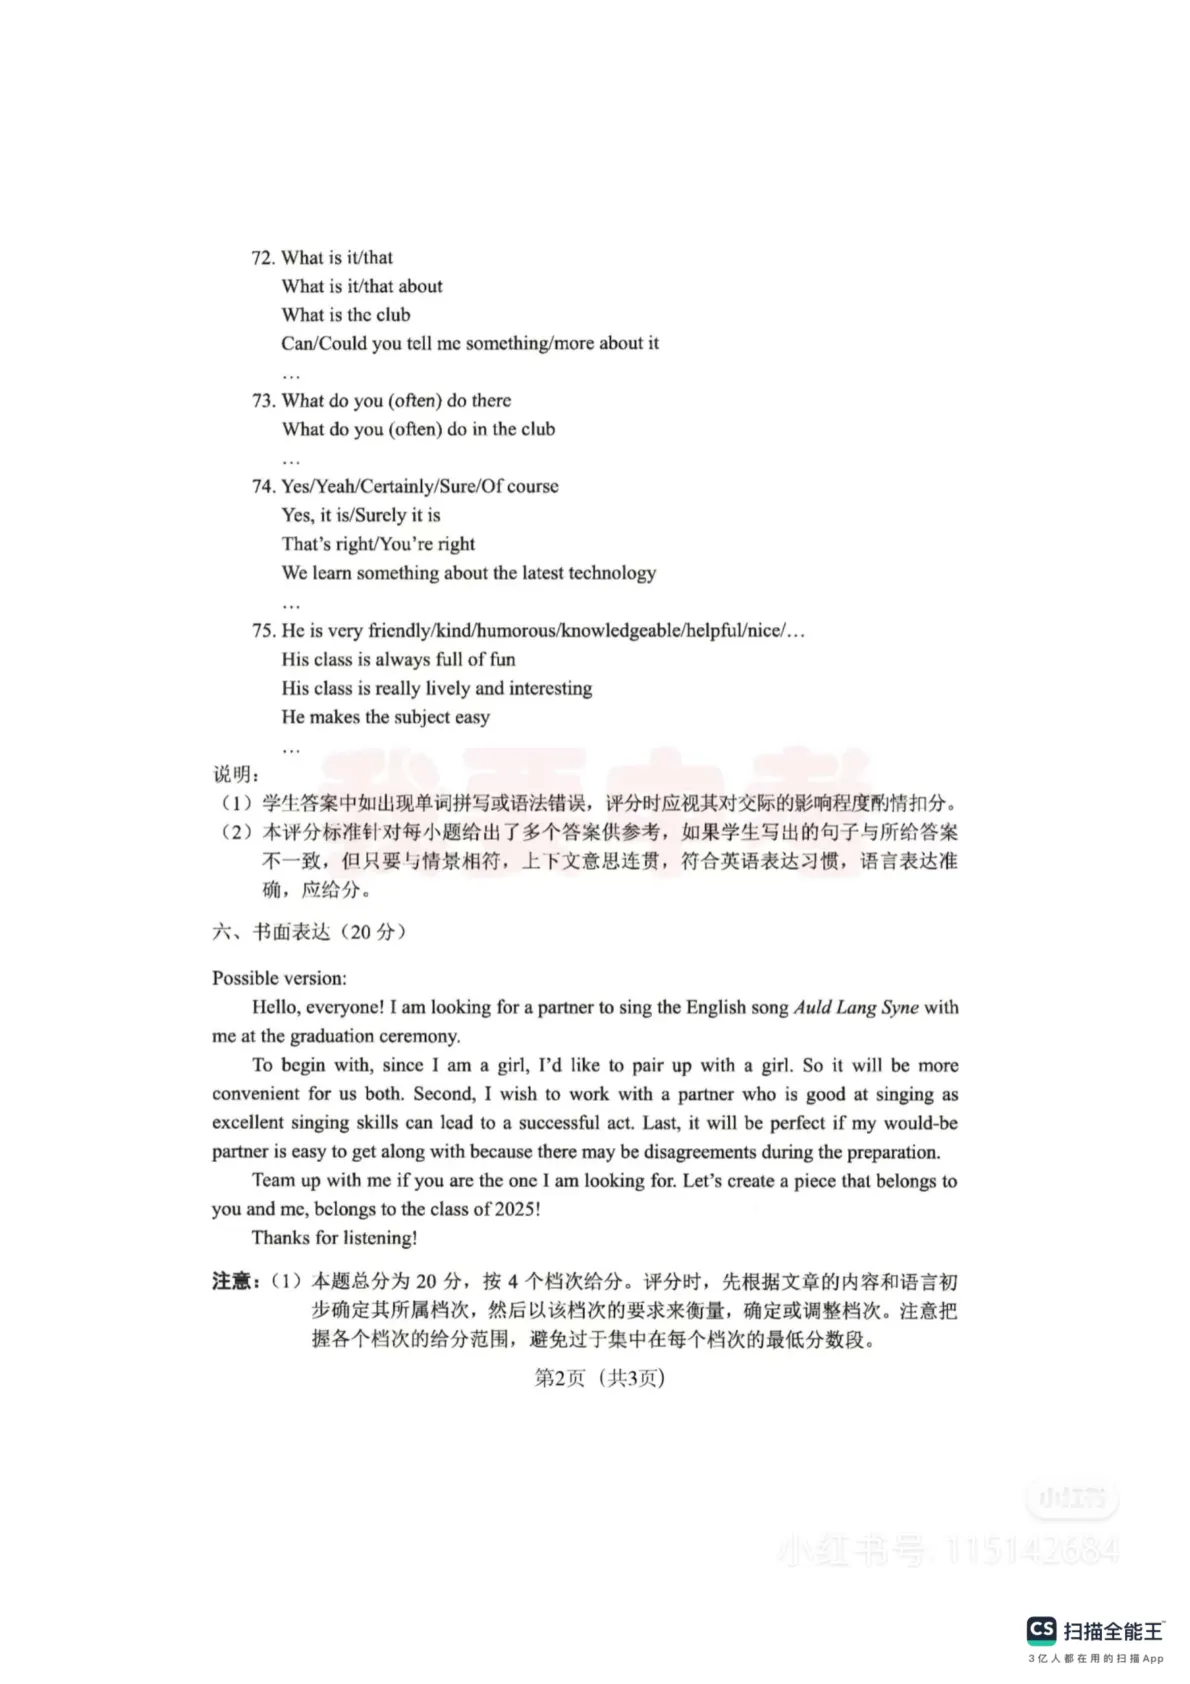 72. What is it/that
What is it/that about
What is the club
Can/Could you tell me something/more about it
…
73. What do you (often) do there
What do you (often) do in the club
…
74. Yes/Yeah/Certainly/Sure/Of course
Yes, it is/Surely it is
That's right/You're right
We learn something about the latest technology
…
75. He is very friendly/kind/humorous/knowledgeable/helpful/nice/…
His class is always full of fun
His class is really lively and interesting
He makes the subject easy
…
说明：
（1）学生答案中如出现单词拼写或语法错误，评分时应视其对交际的影响程度酌情扣分。
（2）本评分标准针对每小题给出了多个答案供参考，如果学生写出的句子与所给答案
不一致，但只要与情景相符，上下文意思连贯，符合英语表达习惯，语言表达准
确，应给分。
六、书面表达（20 分）
Possible version:
Hello, everyone! I am looking for a partner to sing the English song Auld Lang Syne with
me at the graduation ceremony.
To begin with, since I am a girl, I'd like to pair up with a girl. So it will be more
convenient for us both. Second, I wish to work with a partner who is good at singing as
excellent singing skills can lead to a successful act. Last, it will be perfect if my would-be
partner is easy to get along with because there may be disagreements during the preparation.
Team up with me if you are the one I am looking for. Let's create a piece that belongs to
you and me, belongs to the class of 2025!
Thanks for listening!
注意：（1）本题总分为 20 分，按 4 个档次给分。评分时，先根据文章的内容和语言初
步确定其所属档次，然后以该档次的要求来衡量，确定或调整档次。注意把
握各个档次的给分范围，避免过于集中在每个档次的最低分数段。
第2页（共3页）
小红书
小红书号: 115142684
CS 扫描全能王™
3亿人都在用的扫描App